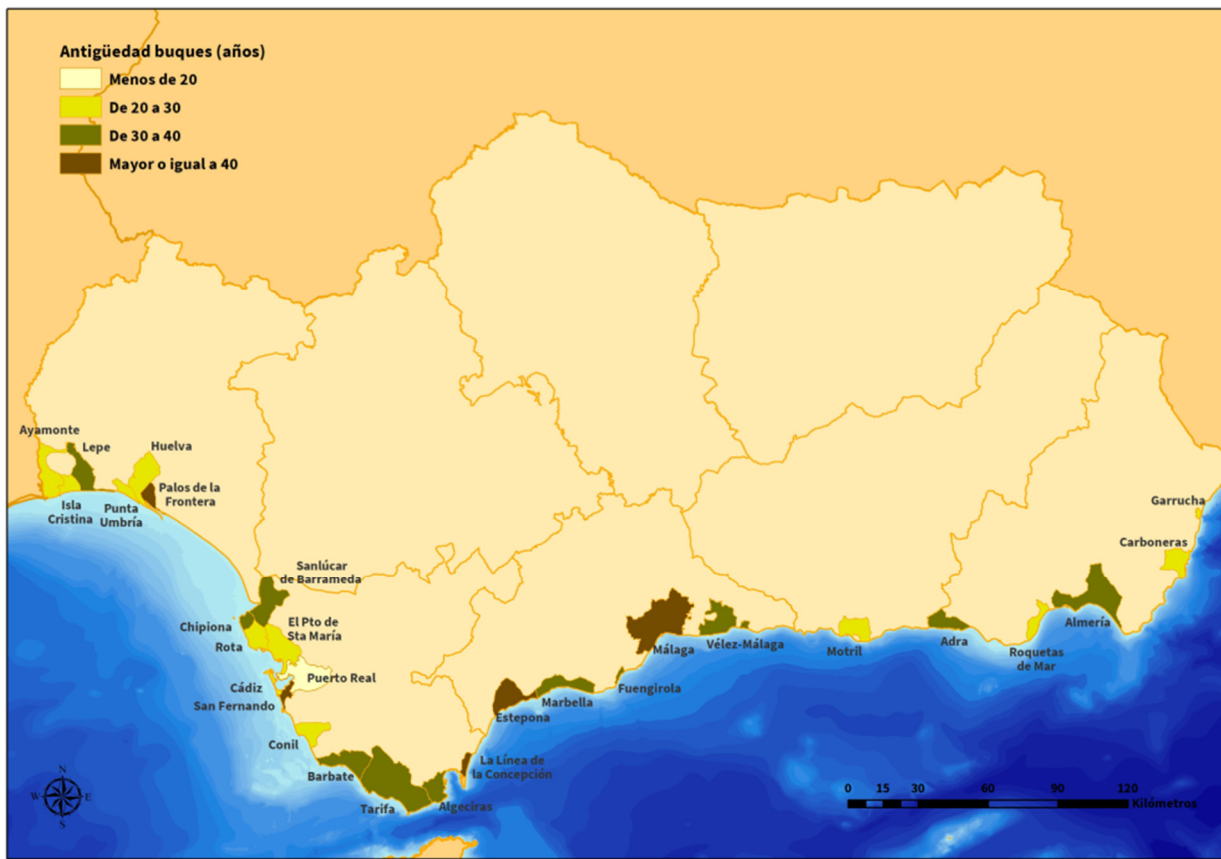 Antigüedad buques (años)
Menos de 20
De 20 a 30
De 30 a 40
Mayor o igual a 40
Ayamonte
Lepe
Huelva
Palos de la
Frontera
Isla
Cristina
Punta
Umbría
Garrucha
Carboneras
Sanlúcar
de Barrameda
Chipiona
El Pto de
Sta María
Rota
Almería
Málaga
Vélez-Málaga
Motril
Adra
Roquetas
de Mar
Puerto Real
Cádiz
Fuengirola
San Fernando
Marbella
Estepona
Conil
La Línea de
la Concepción
Barbate
Tarifa
Algeciras
N
W E
S
0 15 30 60 90 120
Kilómetros